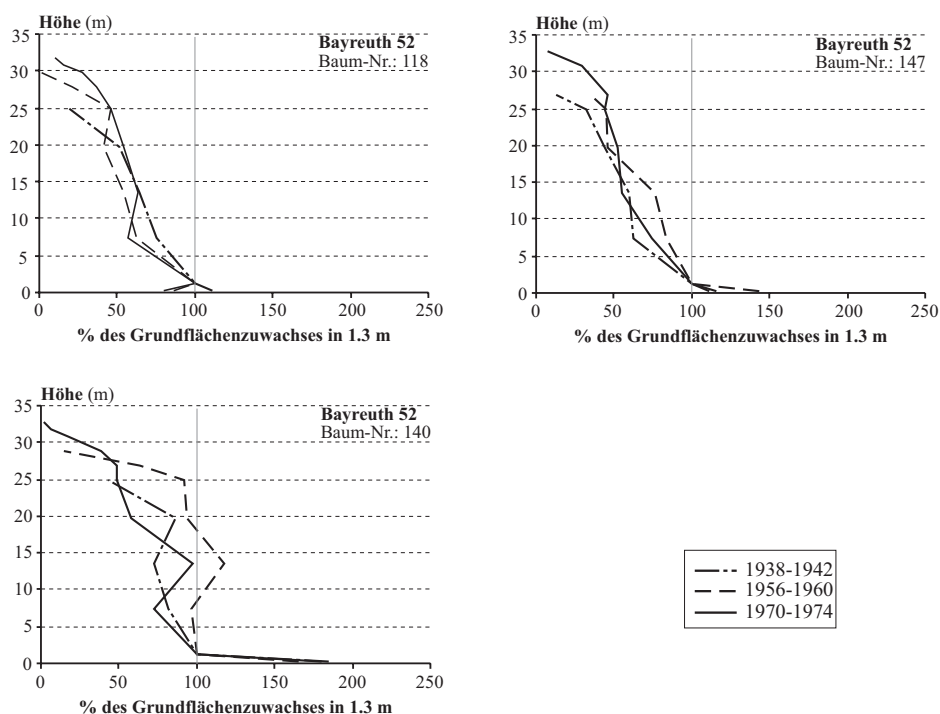 Höhe (m)
Bayreuth 52
Baum-Nr.: 118
35
30
25
20
15
10
5
0
0 50 100 150 200 250
% des Grundflächenzuwachses in 1.3 m
Höhe (m)
Bayreuth 52
Baum-Nr.: 147
35
30
25
20
15
10
5
0
0 50 100 150 200 250
% des Grundflächenzuwachses in 1.3 m
Höhe (m)
Bayreuth 52
Baum-Nr.: 140
35
30
25
20
15
10
5
0
0 50 100 150 200 250
% des Grundflächenzuwachses in 1.3 m
1938-1942
1956-1960
1970-1974